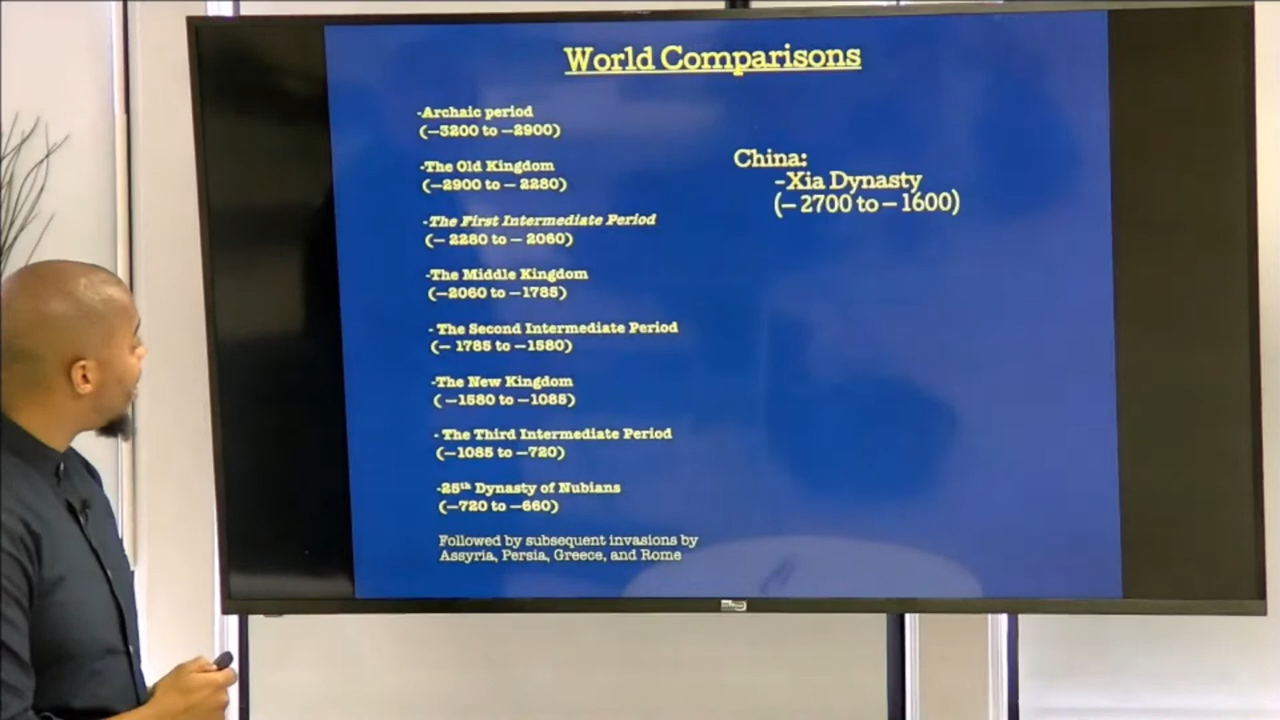 World Comparisons
-Archaic period
(−3200 to −2900)
-The Old Kingdom
(−2900 to − 2280)
-The First Intermediate Period
(− 2280 to − 2060)
-The Middle Kingdom
(−2060 to −1785)
- The Second Intermediate Period
(− 1785 to −1580)
-The New Kingdom
( −1580 to −1085)
- The Third Intermediate Period
(−1085 to −720)
-25th Dynasty of Nubians
(−720 to −660)
Followed by subsequent invasions by
Assyria, Persia, Greece, and Rome
China:
-Xia Dynasty
(− 2700 to − 1600)